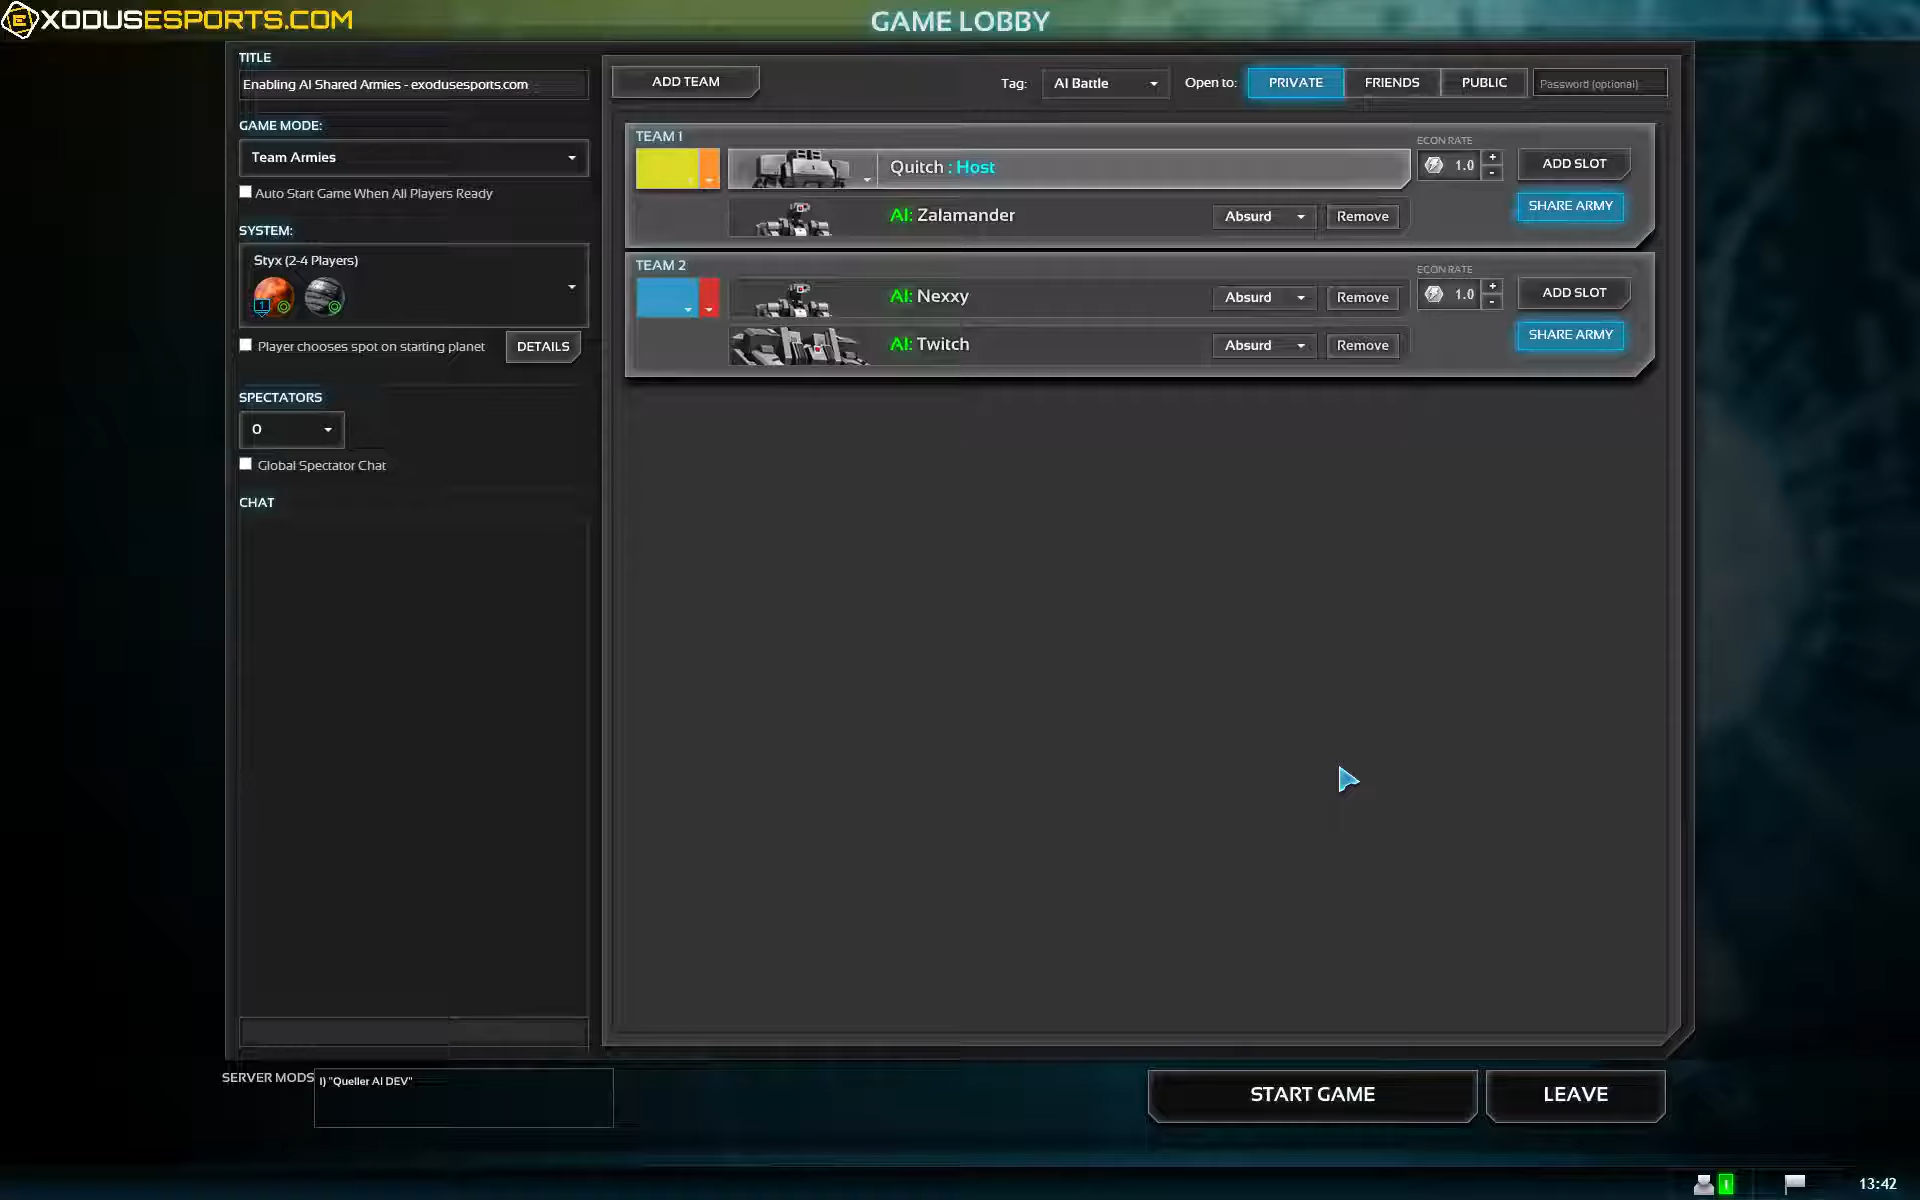 EXODUSESPORTS.COM
GAME LOBBY
TITLE
Enabling AI Shared Armies - exodusesports.com
GAME MODE:
Team Armies
Auto Start Game When All Players Ready
SYSTEM:
Styx (2-4 Players)
1
Player chooses spot on starting planet
DETAILS
SPECTATORS
0
Global Spectator Chat
CHAT
ADD TEAM
Tag:
AI Battle
Open to:
PRIVATE
FRIENDS
PUBLIC
Password (optional)
TEAM 1
Quitch : Host
ECON RATE
1.0
+
-
ADD SLOT
AI: Zalamander
Absurd
Remove
SHARE ARMY
TEAM 2
AI: Nexxy
Absurd
Remove
ECON RATE
1.0
+
-
ADD SLOT
AI: Twitch
Absurd
Remove
SHARE ARMY
SERVER MODS
1) "Queller AI DEV"
START GAME
LEAVE
1
13:42